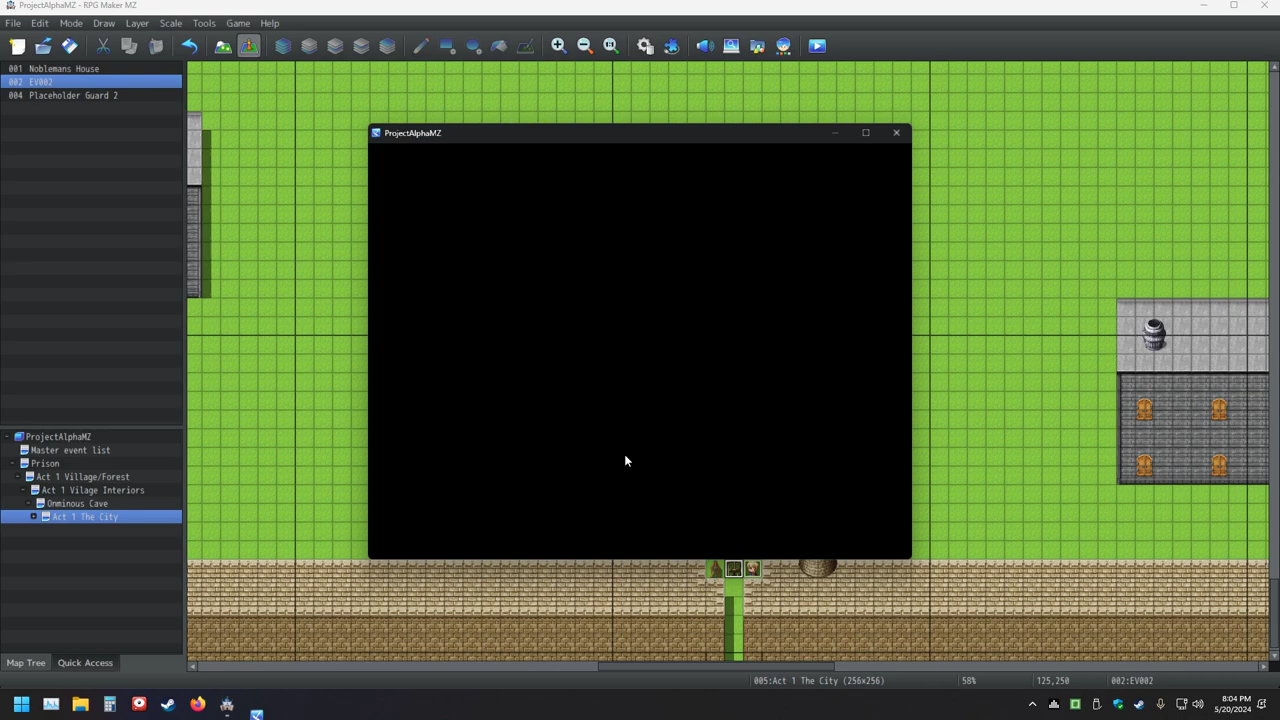 ProjectAlphaMZ - RPG Maker MZ
File Edit Mode Draw Layer Scale Tools Game Help
001 Noblemans House
002 EV002
004 Placeholder Guard 2
ProjectAlphaMZ
ProjectAlphaMZ
Master event list
Prison
Act 1 Village/Forest
Act 1 Vilage Interiors
Onminous Cave
Act 1 The City
Map Tree Quick Access
005:Act 1 The City (256x256) 58% 125,250 002:EV002
8:04 PM
5/20/2024